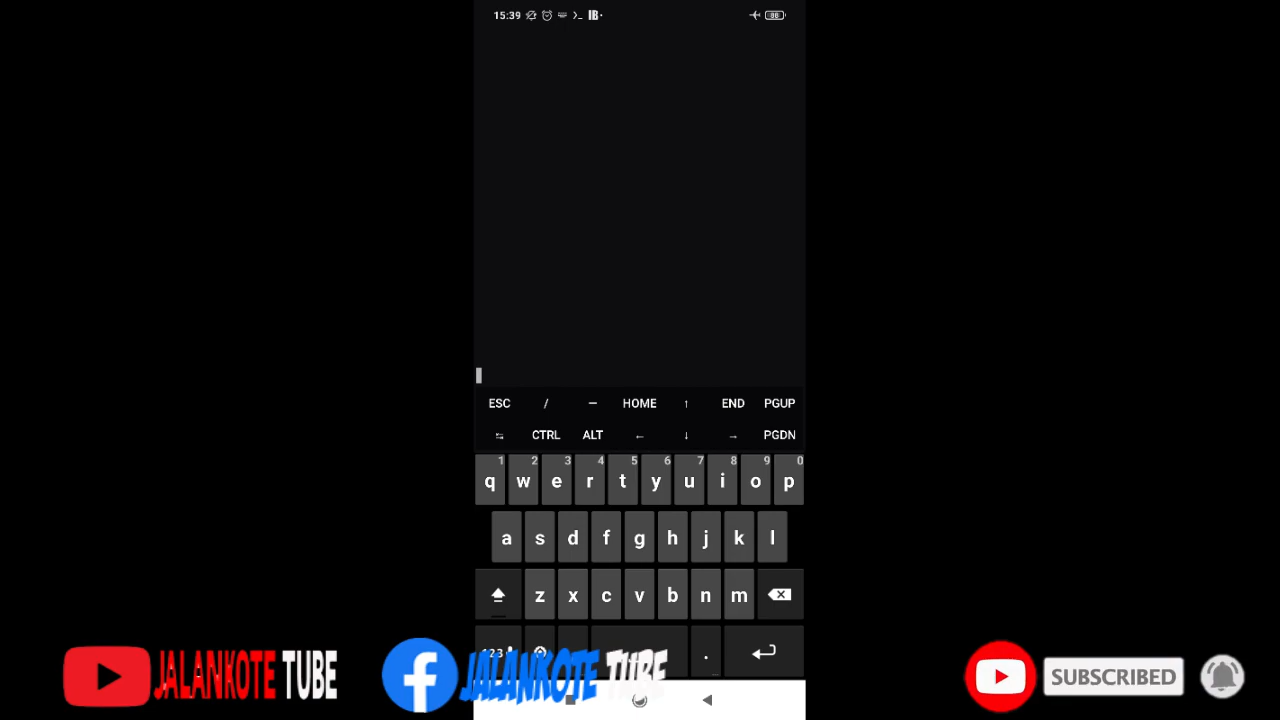 15:39
88
ESC / — HOME ↑ END PGUP
⇆ CTRL ALT ← ↓ → PGDN
1 2 3 4 5 6 7 8 9 0
q w e r t y u i o p
a s d f g h j k l
z x c v b n m
.
JALANKOTE TUBE
JALANKOTE TUBE
SUBSCRIBED